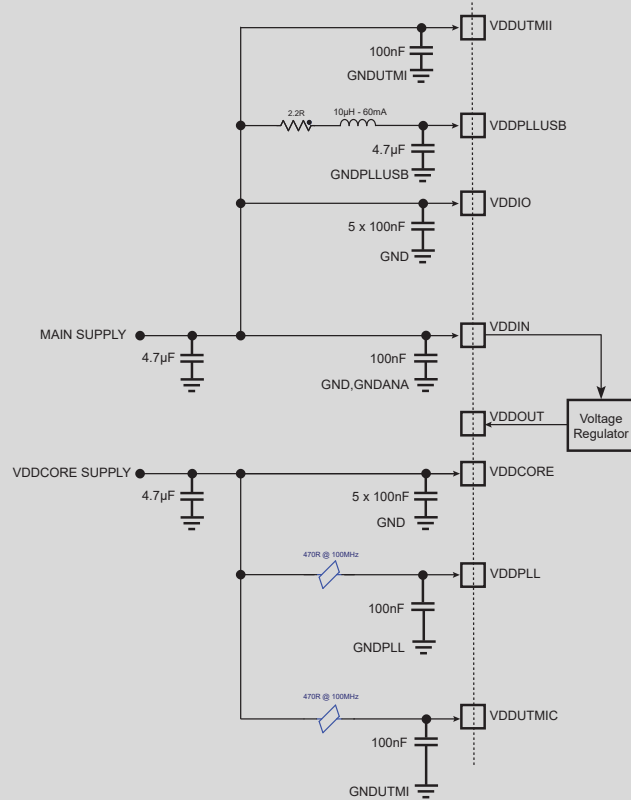 VDDUTMII
100nF
GNDUTMI
2.2R
10µH - 60mA
VDDPLLUSB
4.7µF
GNDPLLUSB
VDDIO
5 x 100nF
GND
MAIN SUPPLY
VDDIN
4.7µF
100nF
GND,GNDANA
VDDOUT
Voltage
Regulator
VDDCORE SUPPLY
VDDCORE
4.7µF
5 x 100nF
GND
470R @ 100MHz
VDDPLL
100nF
GNDPLL
470R @ 100MHz
VDDUTMIC
100nF
GNDUTMI